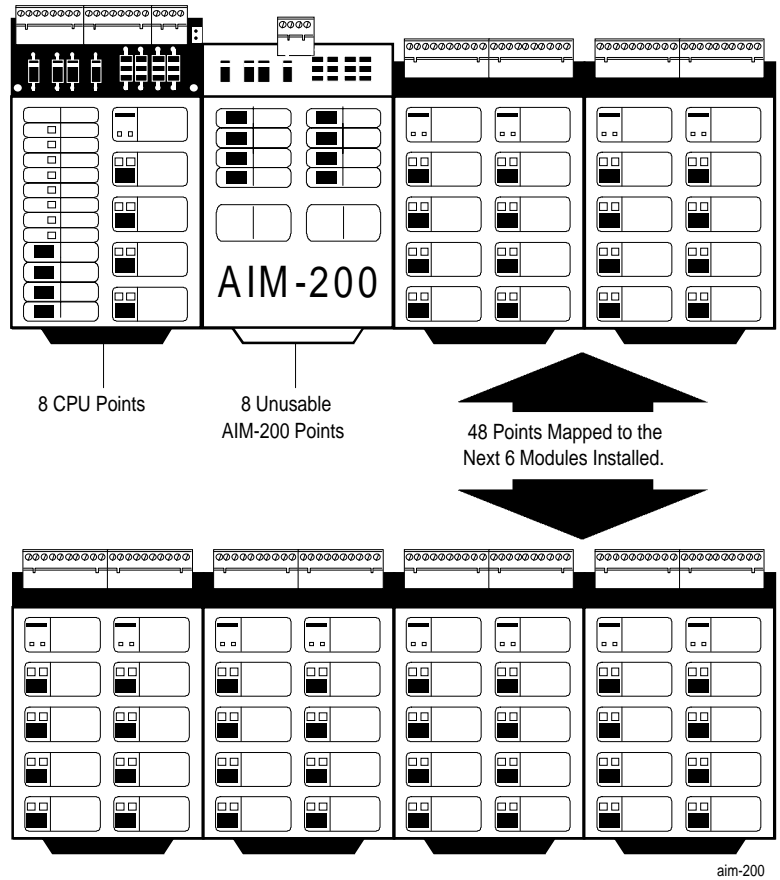 AIM-200
8 CPU Points
8 Unusable
AIM-200 Points
48 Points Mapped to the
Next 6 Modules Installed.
aim-200